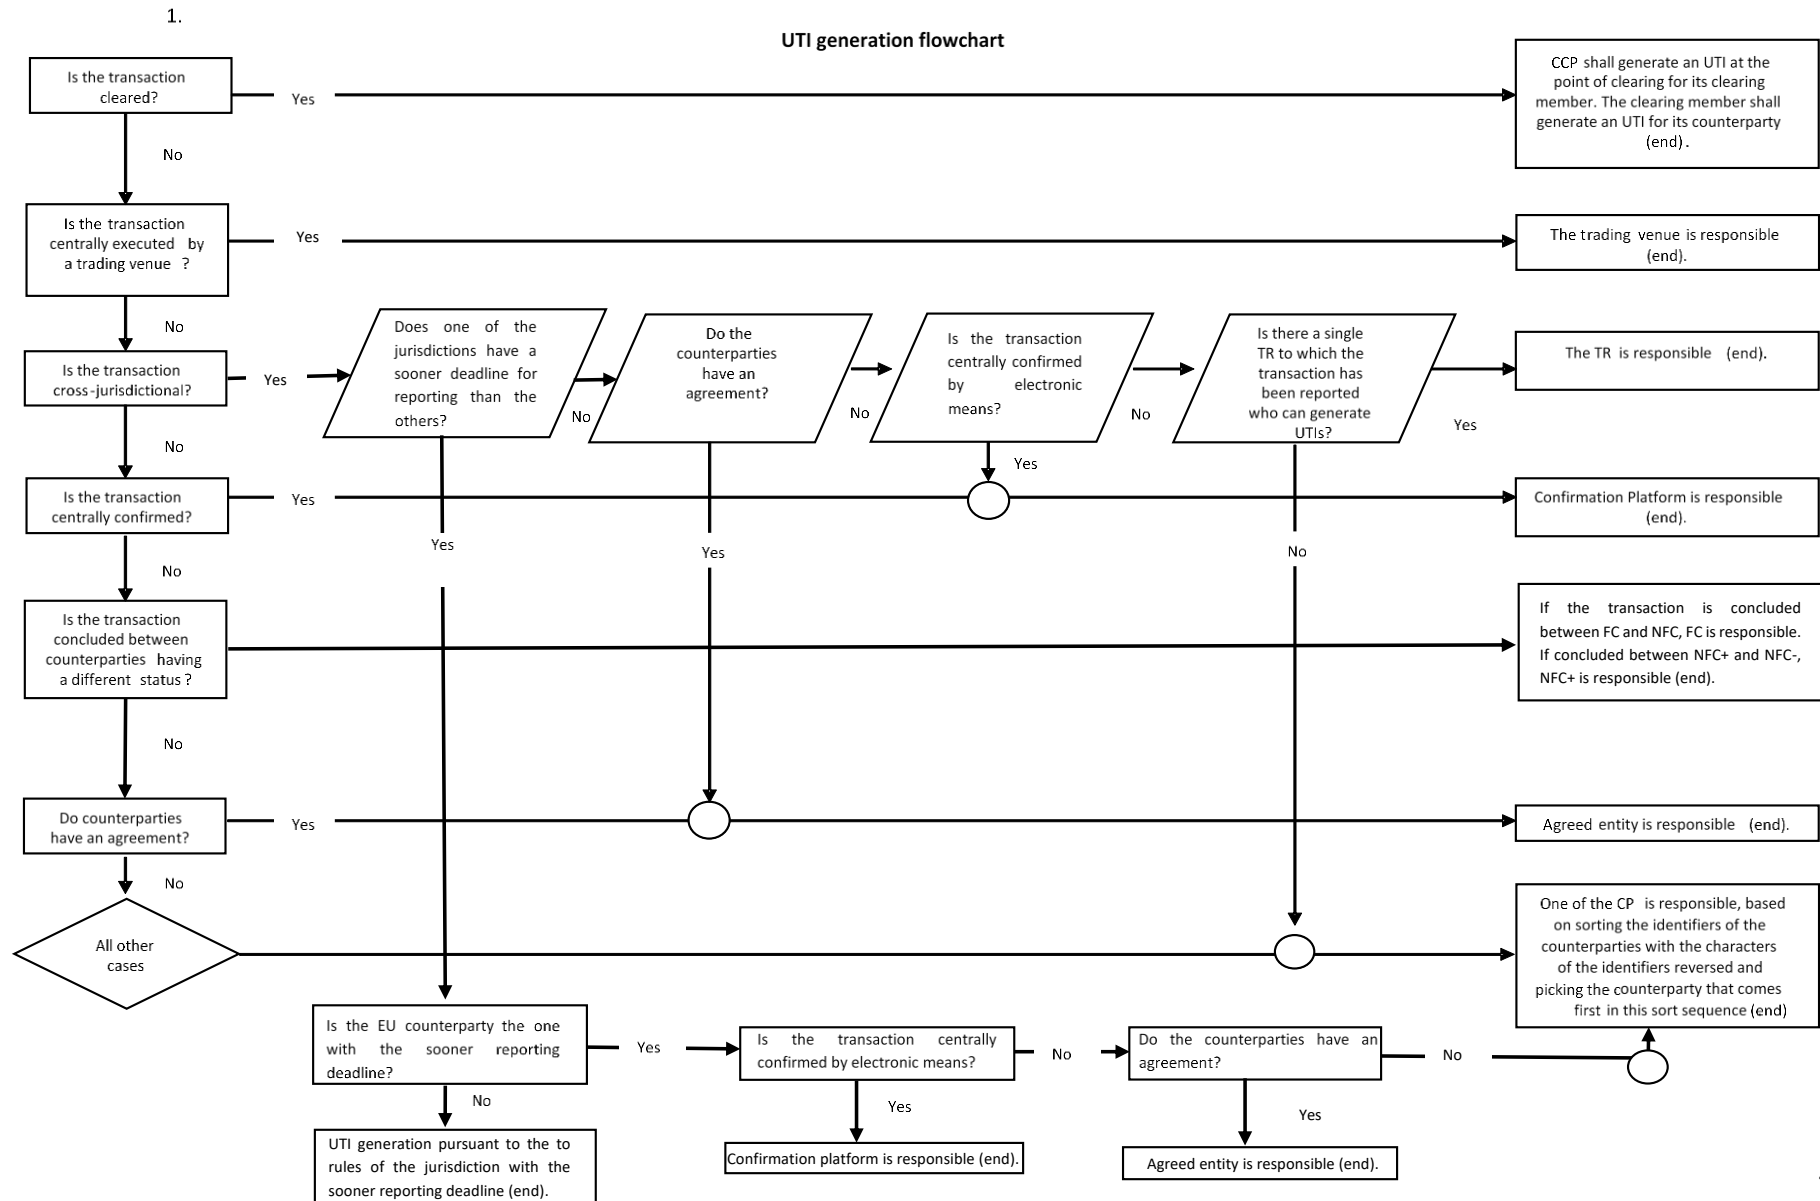 1.
UTI generation flowchart
Is the transaction
cleared?
Yes
CCP shall generate an UTI at the
point of clearing for its clearing
member. The clearing member shall
generate an UTI for its counterparty
(end).
No
Is the transaction
centrally executed by
a trading venue ?
Yes
The trading venue is responsible
(end).
No
Is the transaction
cross-jurisdictional?
Yes
Does one of the
jurisdictions have a
sooner deadline for
reporting than the
others?
No
Do the
counterparties
have an
agreement?
No
Is the transaction
centrally confirmed
by electronic
means?
No
Is there a single
TR to which the
transaction has
been reported
who can generate
UTIs?
Yes
The TR is responsible (end).
No
Yes
Is the transaction
centrally confirmed?
Yes
Confirmation Platform is responsible
(end).
Yes
Yes
No
No
Is the transaction
concluded between
counterparties having
a different status?
If the transaction is concluded
between FC and NFC, FC is responsible.
If concluded between NFC+ and NFC-,
NFC+ is responsible (end).
No
Do counterparties
have an agreement?
Yes
Agreed entity is responsible (end).
No
All other
cases
One of the CP is responsible, based
on sorting the identifiers of the
counterparties with the characters
of the identifiers reversed and
picking the counterparty that comes
first in this sort sequence (end)
Is the EU counterparty the one
with the sooner reporting
deadline?
Yes
Is the transaction centrally
confirmed by electronic means?
No
Do the counterparties have an
agreement?
No
No
Yes
Yes
UTI generation pursuant to the to
rules of the jurisdiction with the
sooner reporting deadline (end).
Confirmation platform is responsible (end).
Agreed entity is responsible (end).